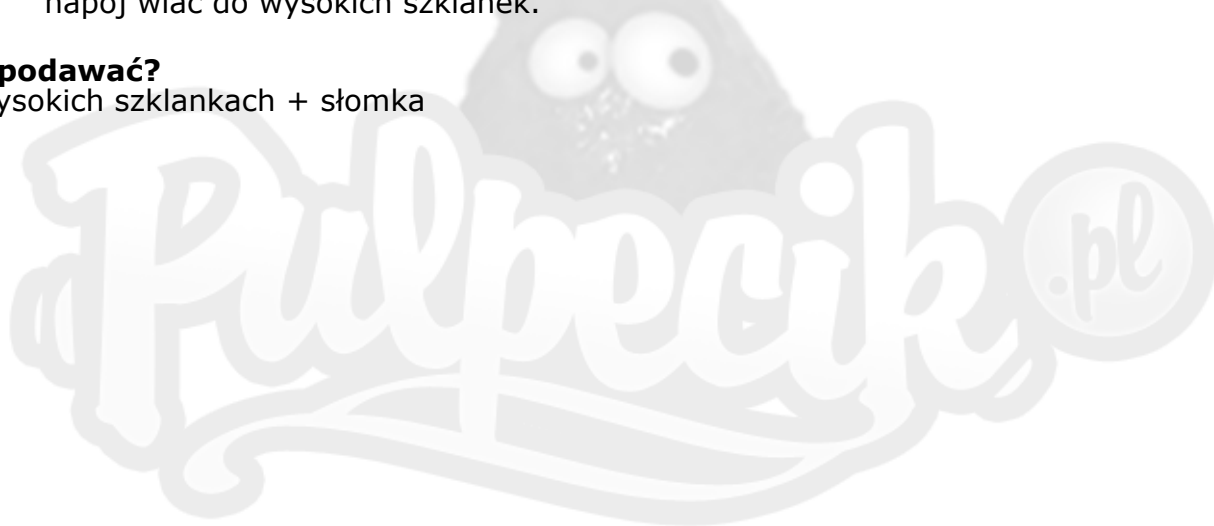 napój wlać do wysokich szklanek.
podawać?
ysokich szklankach + słomka
Pulpecik .pl